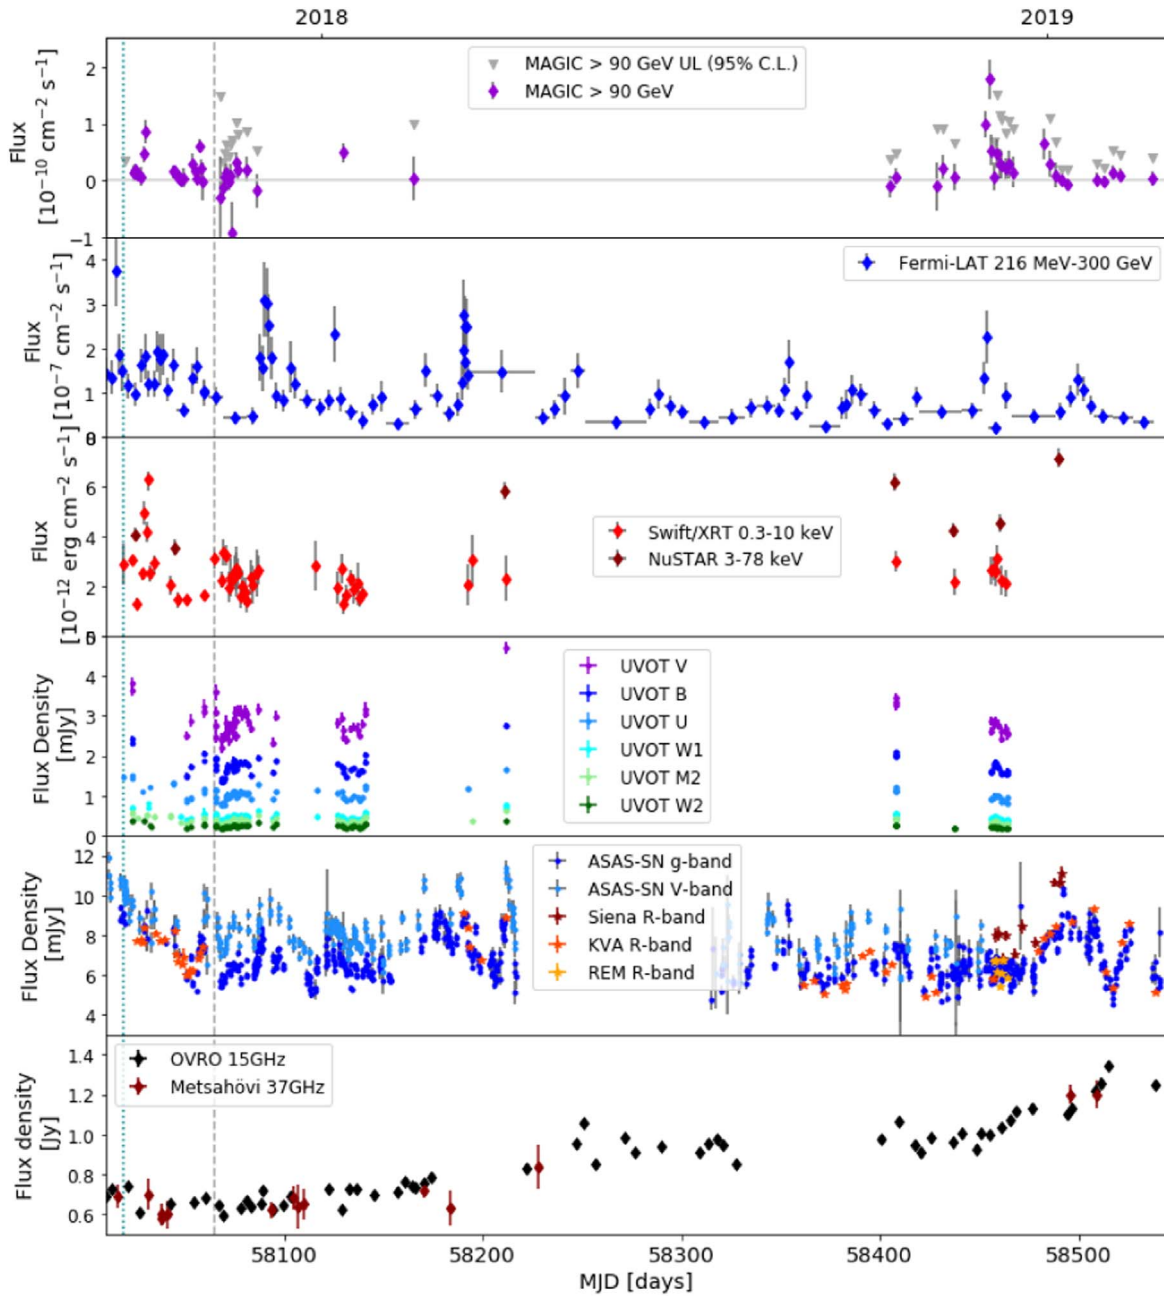 2018 2019
Flux
[10⁻¹⁰ cm⁻² s⁻¹]
2
1
0
−1
MAGIC > 90 GeV UL (95% C.L.)
MAGIC > 90 GeV
Flux
[10⁻⁷ cm⁻² s⁻¹]
4
3
2
1
Fermi-LAT 216 MeV-300 GeV
Flux
[10⁻¹² erg cm⁻² s⁻¹]
6
4
2
Swift/XRT 0.3-10 keV
NuSTAR 3-78 keV
Flux Density
[mJy]
4
3
2
1
0
UVOT V
UVOT B
UVOT U
UVOT W1
UVOT M2
UVOT W2
Flux Density
[mJy]
12
10
8
6
4
ASAS-SN g-band
ASAS-SN V-band
Siena R-band
KVA R-band
REM R-band
Flux density
[Jy]
1.4
1.2
1.0
0.8
0.6
OVRO 15GHz
Metsahövi 37GHz
58100 58200 58300 58400 58500
MJD [days]